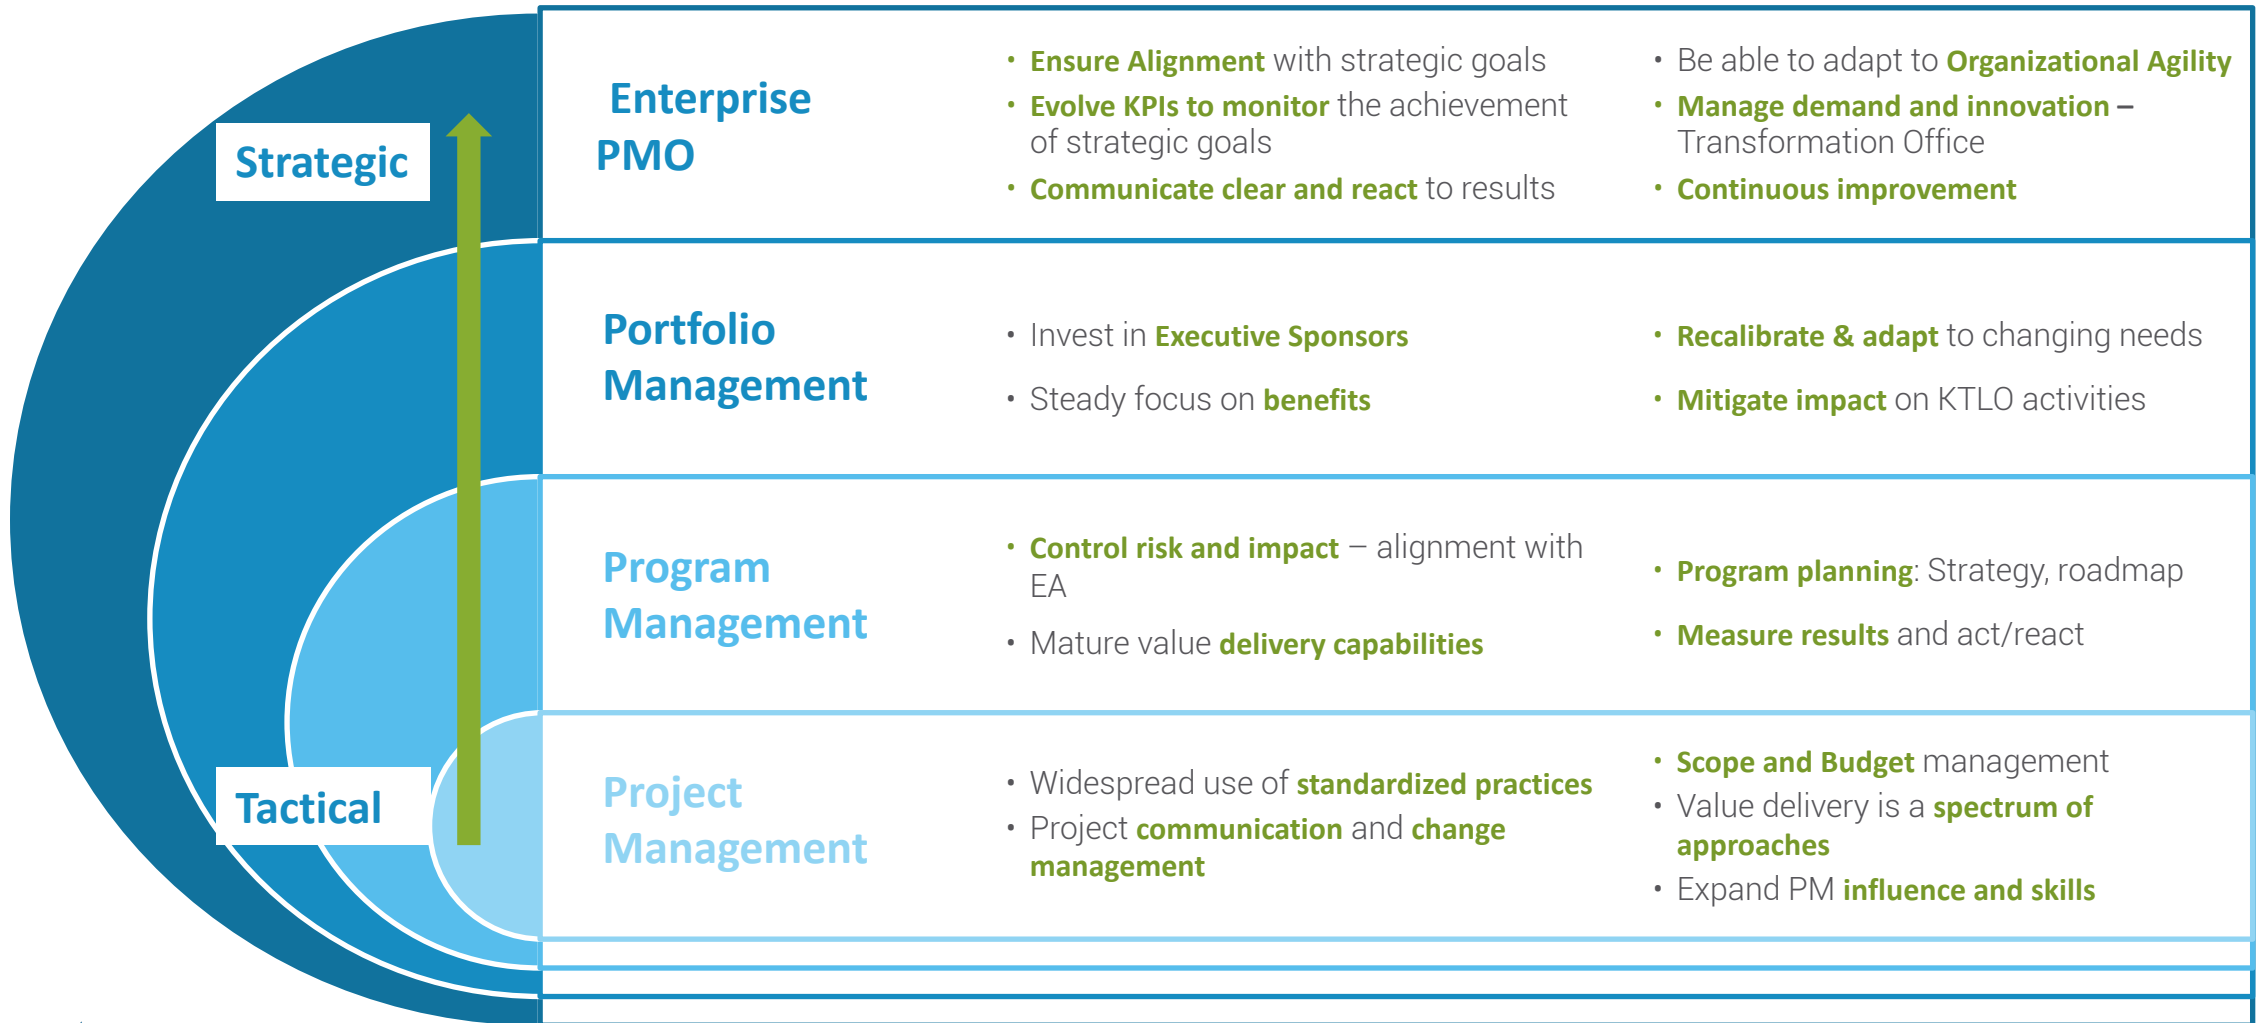 Strategic
Tactical
Enterprise
PMO
• Ensure Alignment with strategic goals
• Evolve KPIs to monitor the achievement
of strategic goals
• Communicate clear and react to results
• Be able to adapt to Organizational Agility
• Manage demand and innovation –
Transformation Office
• Continuous improvement
Portfolio
Management
• Invest in Executive Sponsors
• Steady focus on benefits
• Recalibrate & adapt to changing needs
• Mitigate impact on KTLO activities
Program
Management
• Control risk and impact – alignment with
EA
• Mature value delivery capabilities
• Program planning: Strategy, roadmap
• Measure results and act/react
Project
Management
• Widespread use of standardized practices
• Project communication and change
management
• Scope and Budget management
• Value delivery is a spectrum of
approaches
• Expand PM influence and skills